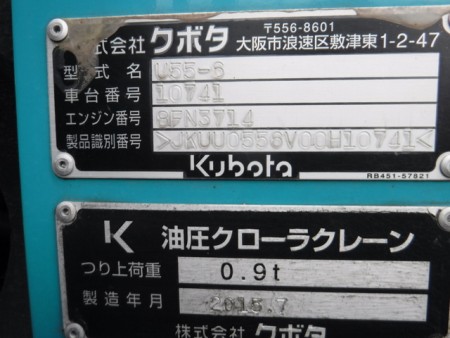 式会社クボタ
〒556-8601
大阪市浪速区敷津東1-2-47
型式名 U55-6
車台番号 10741
エンジン番号 8FN3714
製品識別番号 >JKUU0556V00H10741<
Kubota
RB451-57821
K 油圧クローラクレーン
つり上荷重 0.9t
製造年月 2015.7
株式会社クボタ